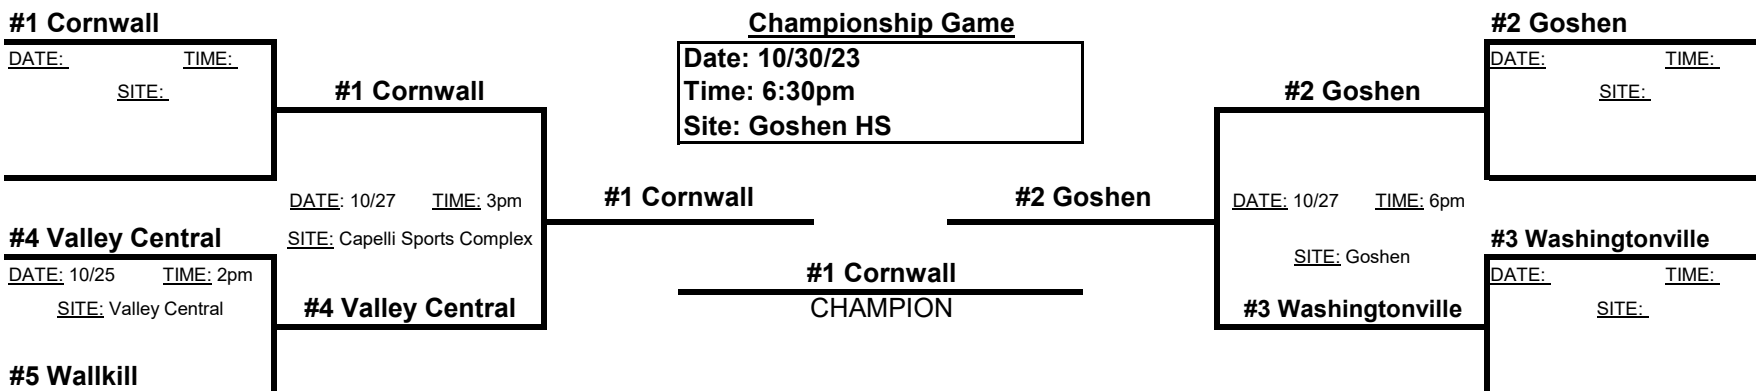 #1 Cornwall
DATE: TIME:
SITE:
#1 Cornwall
DATE: 10/27 TIME: 3pm
SITE: Capelli Sports Complex
#4 Valley Central
DATE: 10/25 TIME: 2pm
SITE: Valley Central
#4 Valley Central
#5 Wallkill
#1 Cornwall
Championship Game
Date: 10/30/23
Time: 6:30pm
Site: Goshen HS
#1 Cornwall
CHAMPION
#2 Goshen
#2 Goshen
DATE: 10/27 TIME: 6pm
SITE: Goshen
#3 Washingtonville
#2 Goshen
DATE: TIME:
SITE:
#3 Washingtonville
DATE: TIME:
SITE: